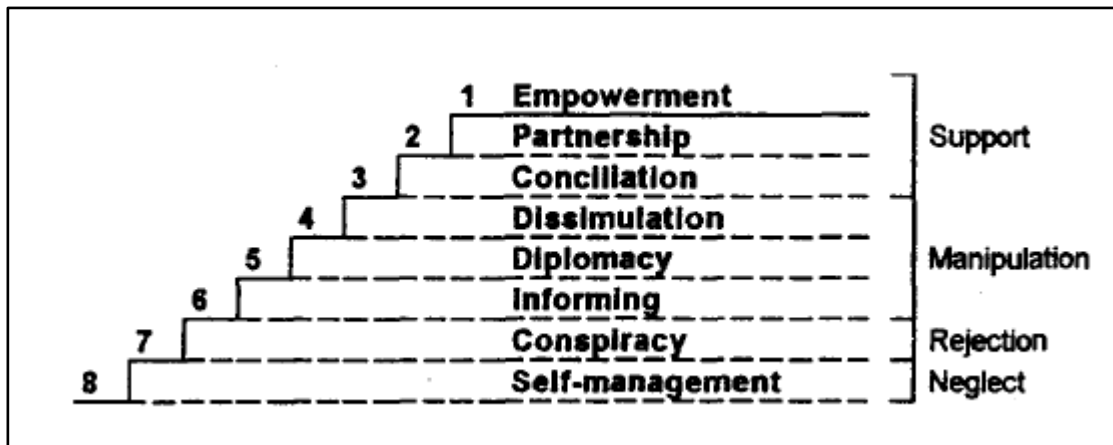 1 Empowerment
2 Partnership
Support
3 Conciliation
4 Dissimulation
5 Diplomacy
Manipulation
6 Informing
7 Conspiracy Rejection
8 Self-management Neglect